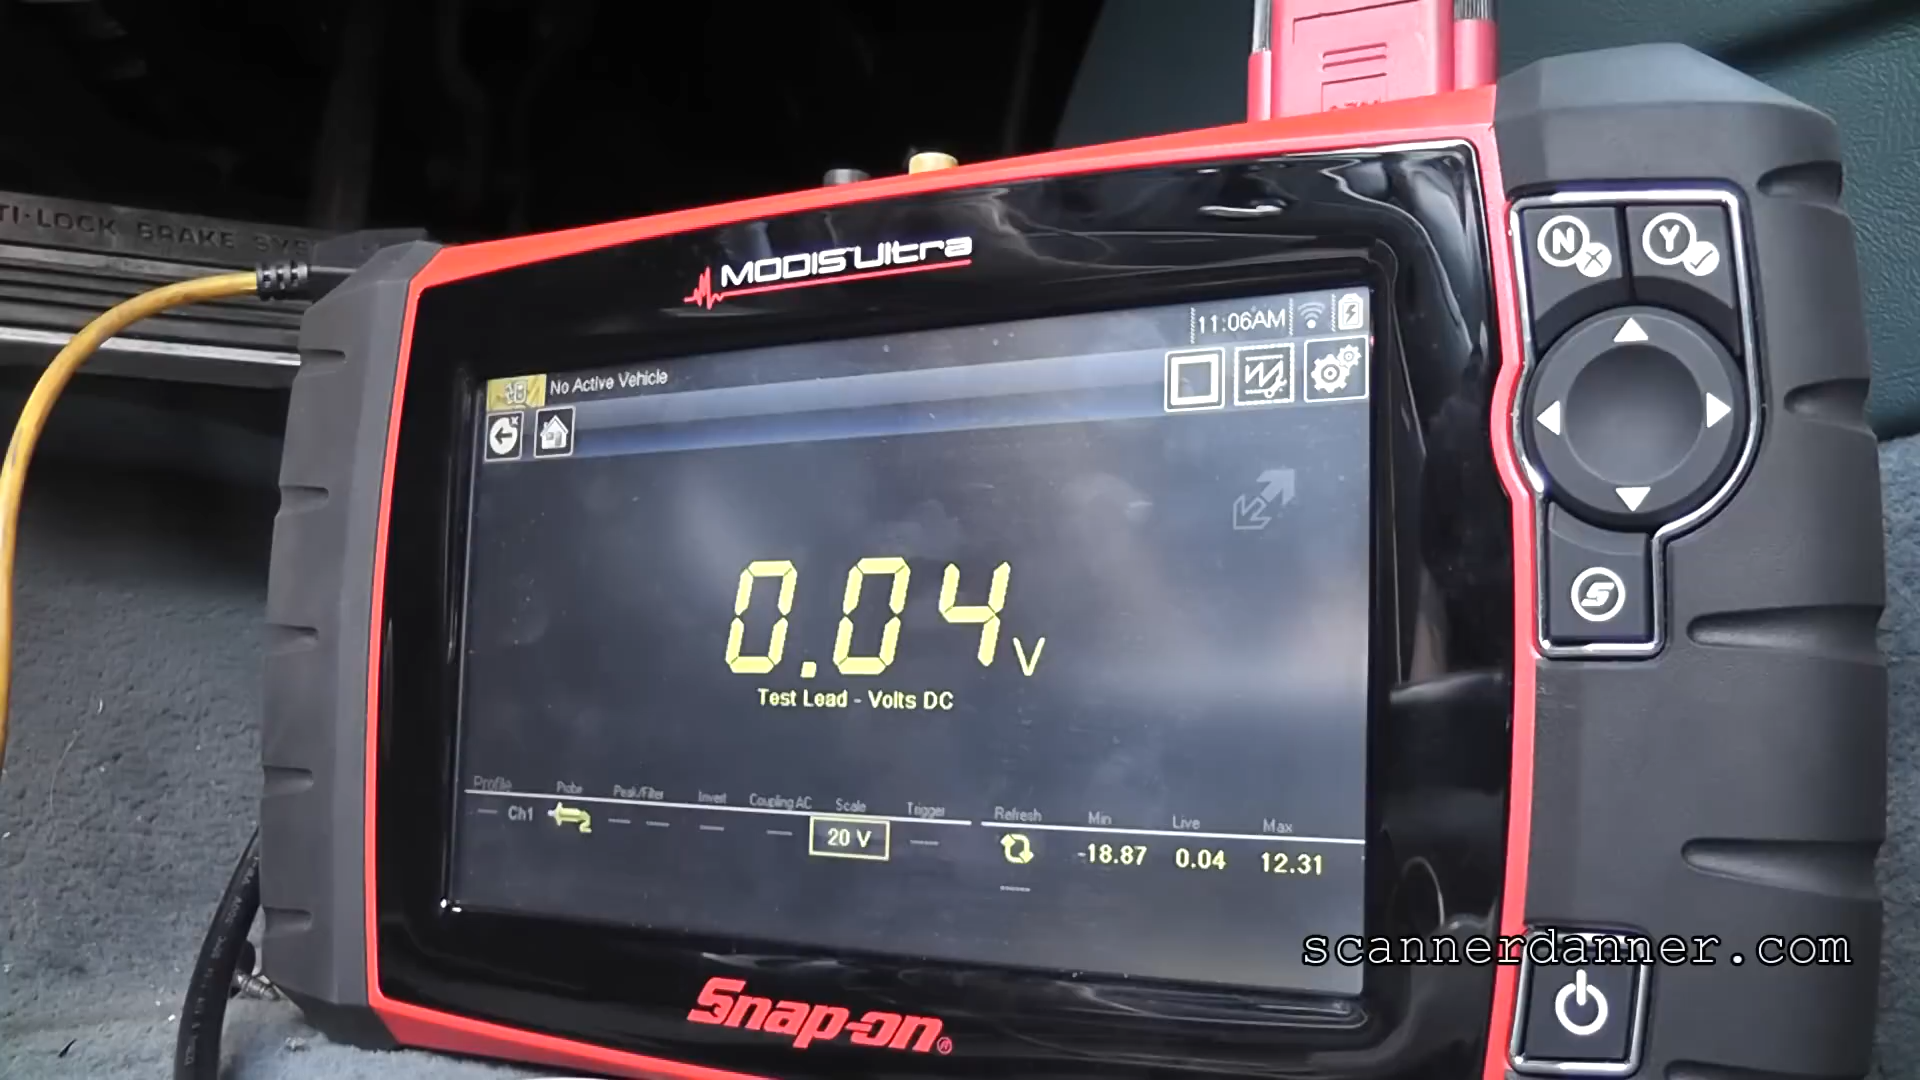 TI-LOCK BRAKE SYS
MODIS Ultra
11:06AM
No Active Vehicle
0.04 V
Test Lead - Volts DC
Profile Probe Peak/Filter Invert Coupling AC Scale Trigger Refresh Min Live Max
Ch1 20 V -18.87 0.04 12.31
N Y
S
scannerdanner.com
Snap-on